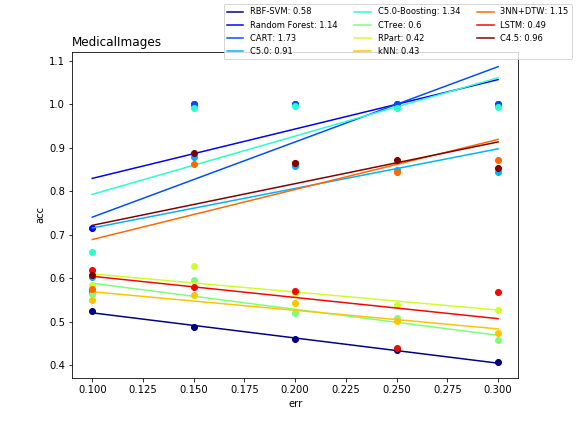 RBF-SVM: 0.58
Random Forest: 1.14
CART: 1.73
C5.0: 0.91
C5.0-Boosting: 1.34
CTree: 0.6
RPart: 0.42
kNN: 0.43
3NN+DTW: 1.15
LSTM: 0.49
C4.5: 0.96
MedicalImages
1.1
1.0
0.9
0.8
0.7
0.6
0.5
0.4
acc
0.100 0.125 0.150 0.175 0.200 0.225 0.250 0.275 0.300
err